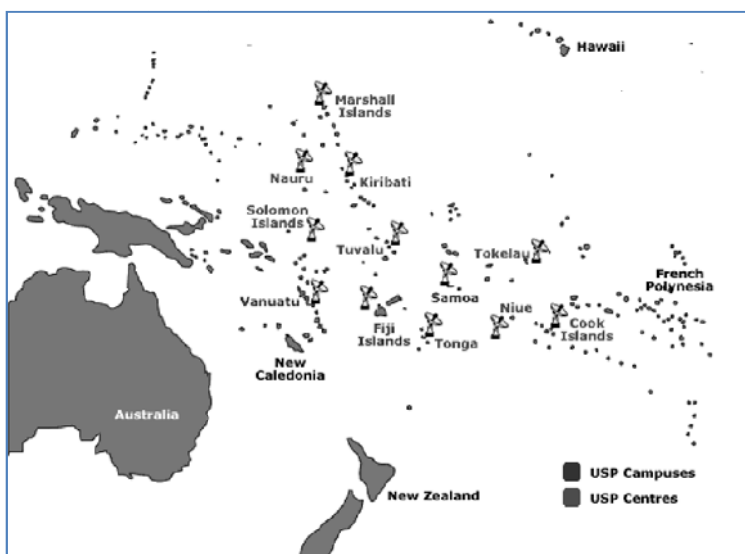 Hawaii
Marshall
Islands
Nauru
Kiribati
Solomon
Islands
Tuvalu
Tokelau
French
Polynesia
Samoa
Vanuatu
Niue
Fiji
Islands
Cook
Islands
Tonga
New
Caledonia
Australia
USP Campuses
USP Centres
New Zealand